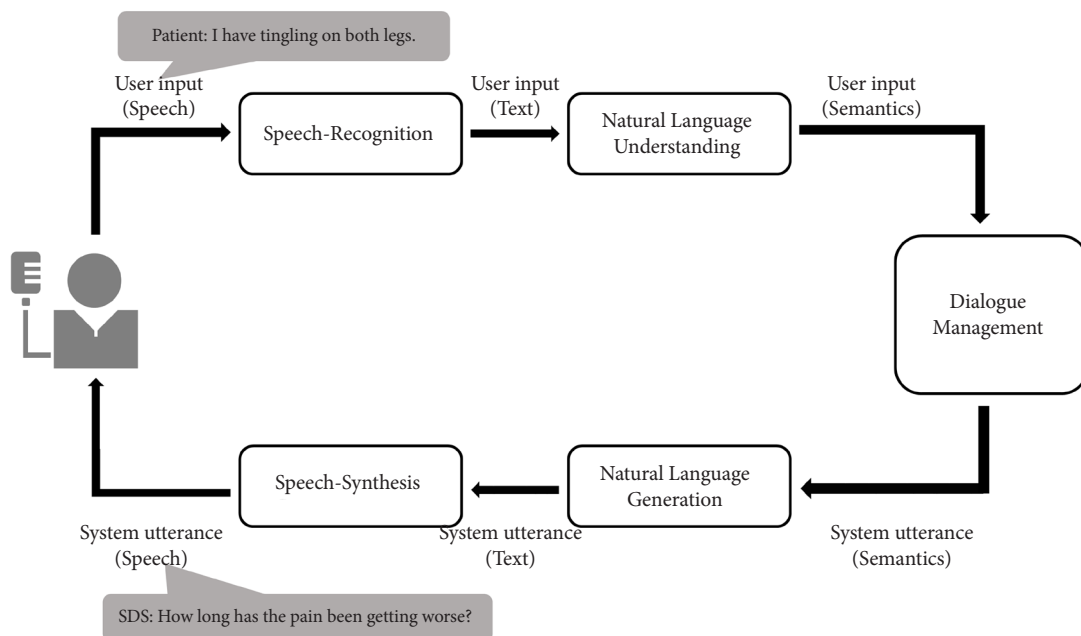 Patient: I have tingling on both legs.
User input
(Speech)
User input
(Text)
User input
(Semantics)
Speech-Recognition
Natural Language
Understanding
Dialogue
Management
Speech-Synthesis
Natural Language
Generation
System utterance
(Speech)
System utterance
(Text)
System utterance
(Semantics)
SDS: How long has the pain been getting worse?